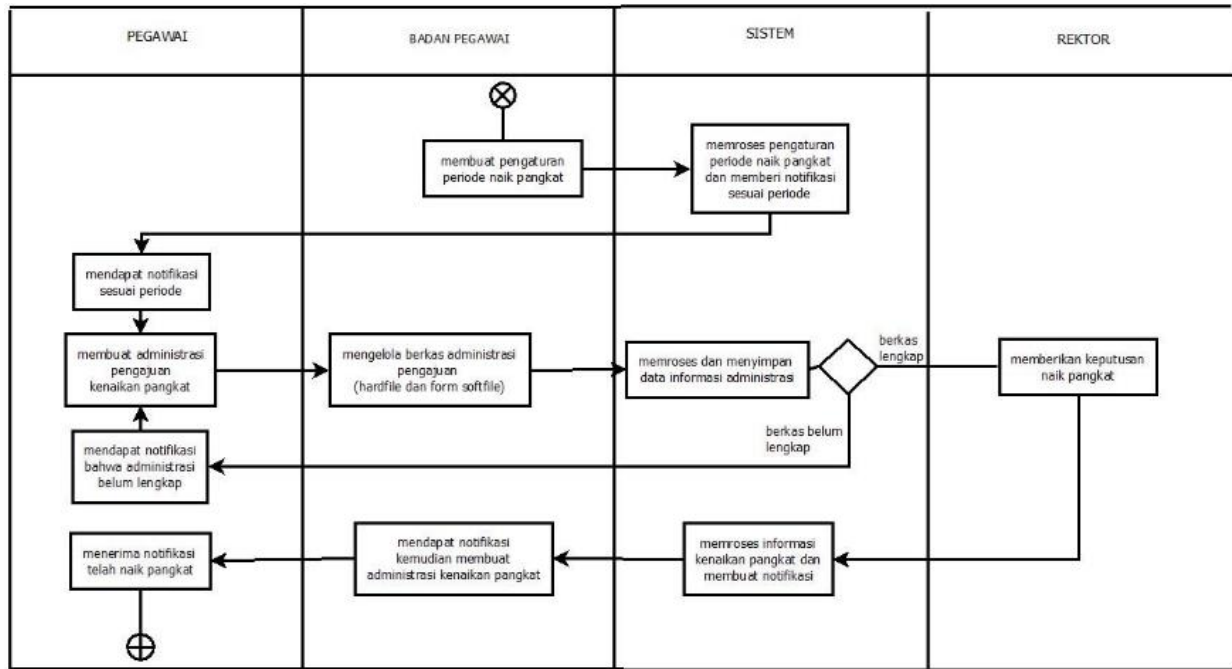 PEGAWAI
BADAN PEGAWAI
SISTEM
REKTOR
membuat pengaturan
periode naik pangkat
memroses pengaturan
periode naik pangkat
dan memberi notifikasi
sesuai periode
mendapat notifikasi
sesuai periode
membuat administrasi
pengajuan
kenaikan pangkat
mengelola berkas administrasi
pengajuan
(hardfile dan form softfile)
memroses dan menyimpan
data informasi administrasi
berkas
lengkap
memberikan keputusan
naik pangkat
berkas belum
lengkap
mendapat notifikasi
bahwa administrasi
belum lengkap
menerima notifikasi
telah naik pangkat
mendapat notifikasi
kemudian membuat
administrasi kenaikan pangkat
memroses informasi
kenaikan pangkat dan
membuat notifikasi